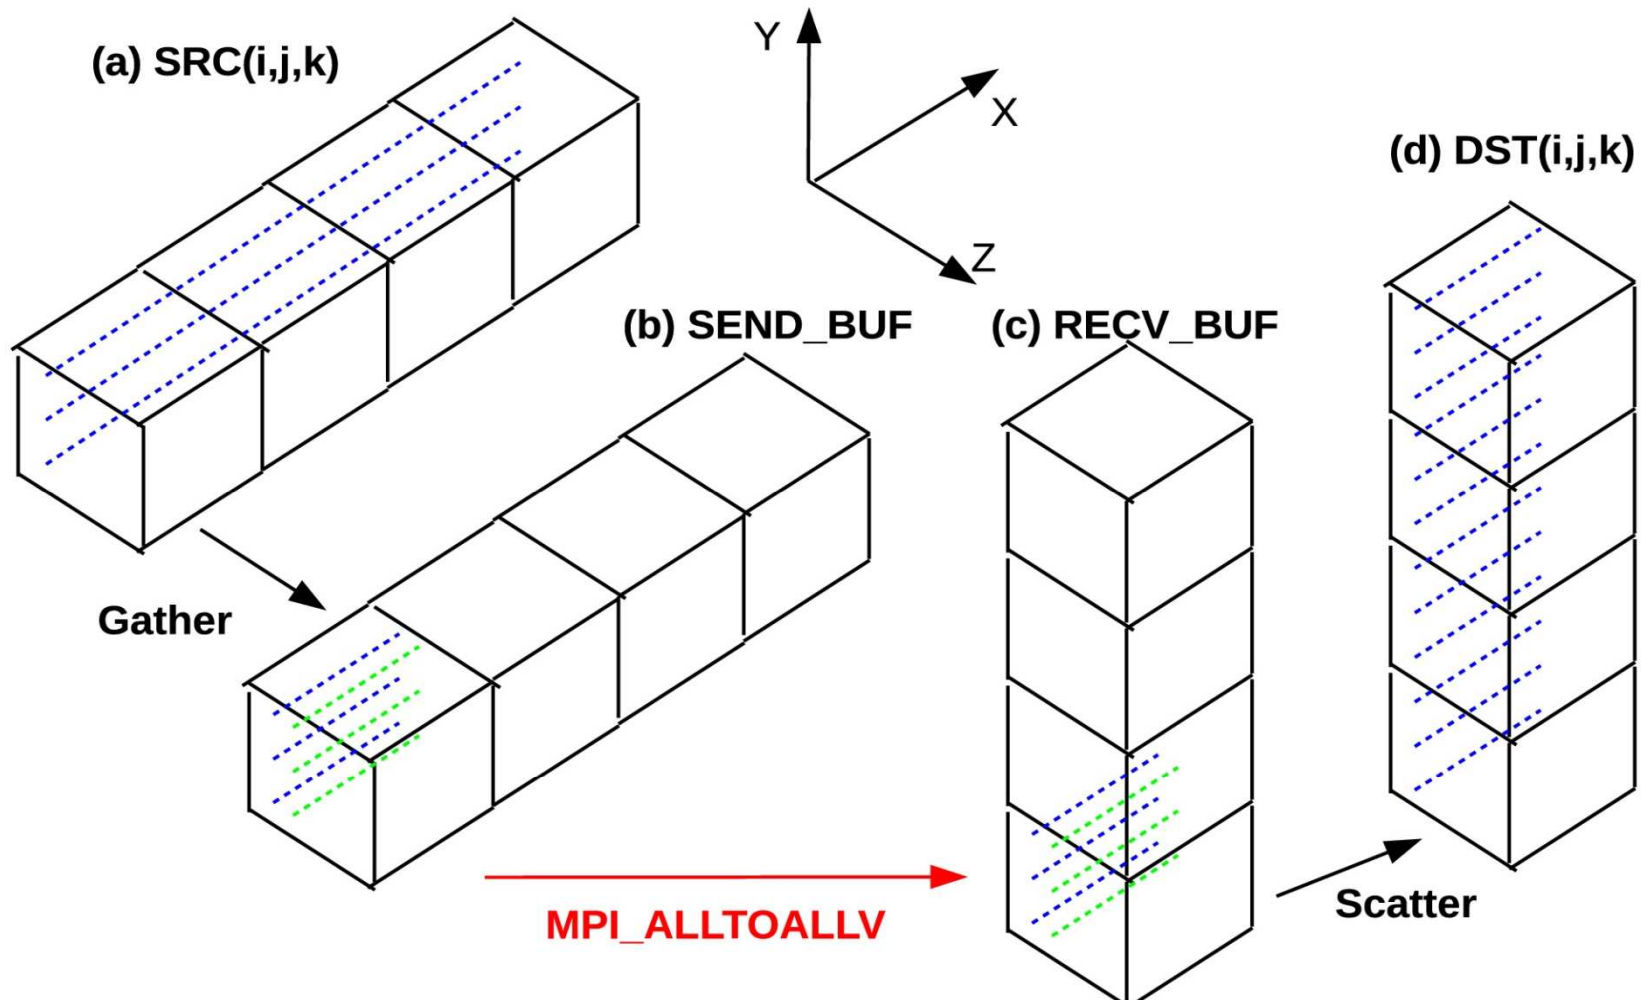 (a) SRC(i,j,k)
Y
X
Z
(d) DST(i,j,k)
(b) SEND_BUF
(c) RECV_BUF
Gather
MPI_ALLTOALLV
Scatter